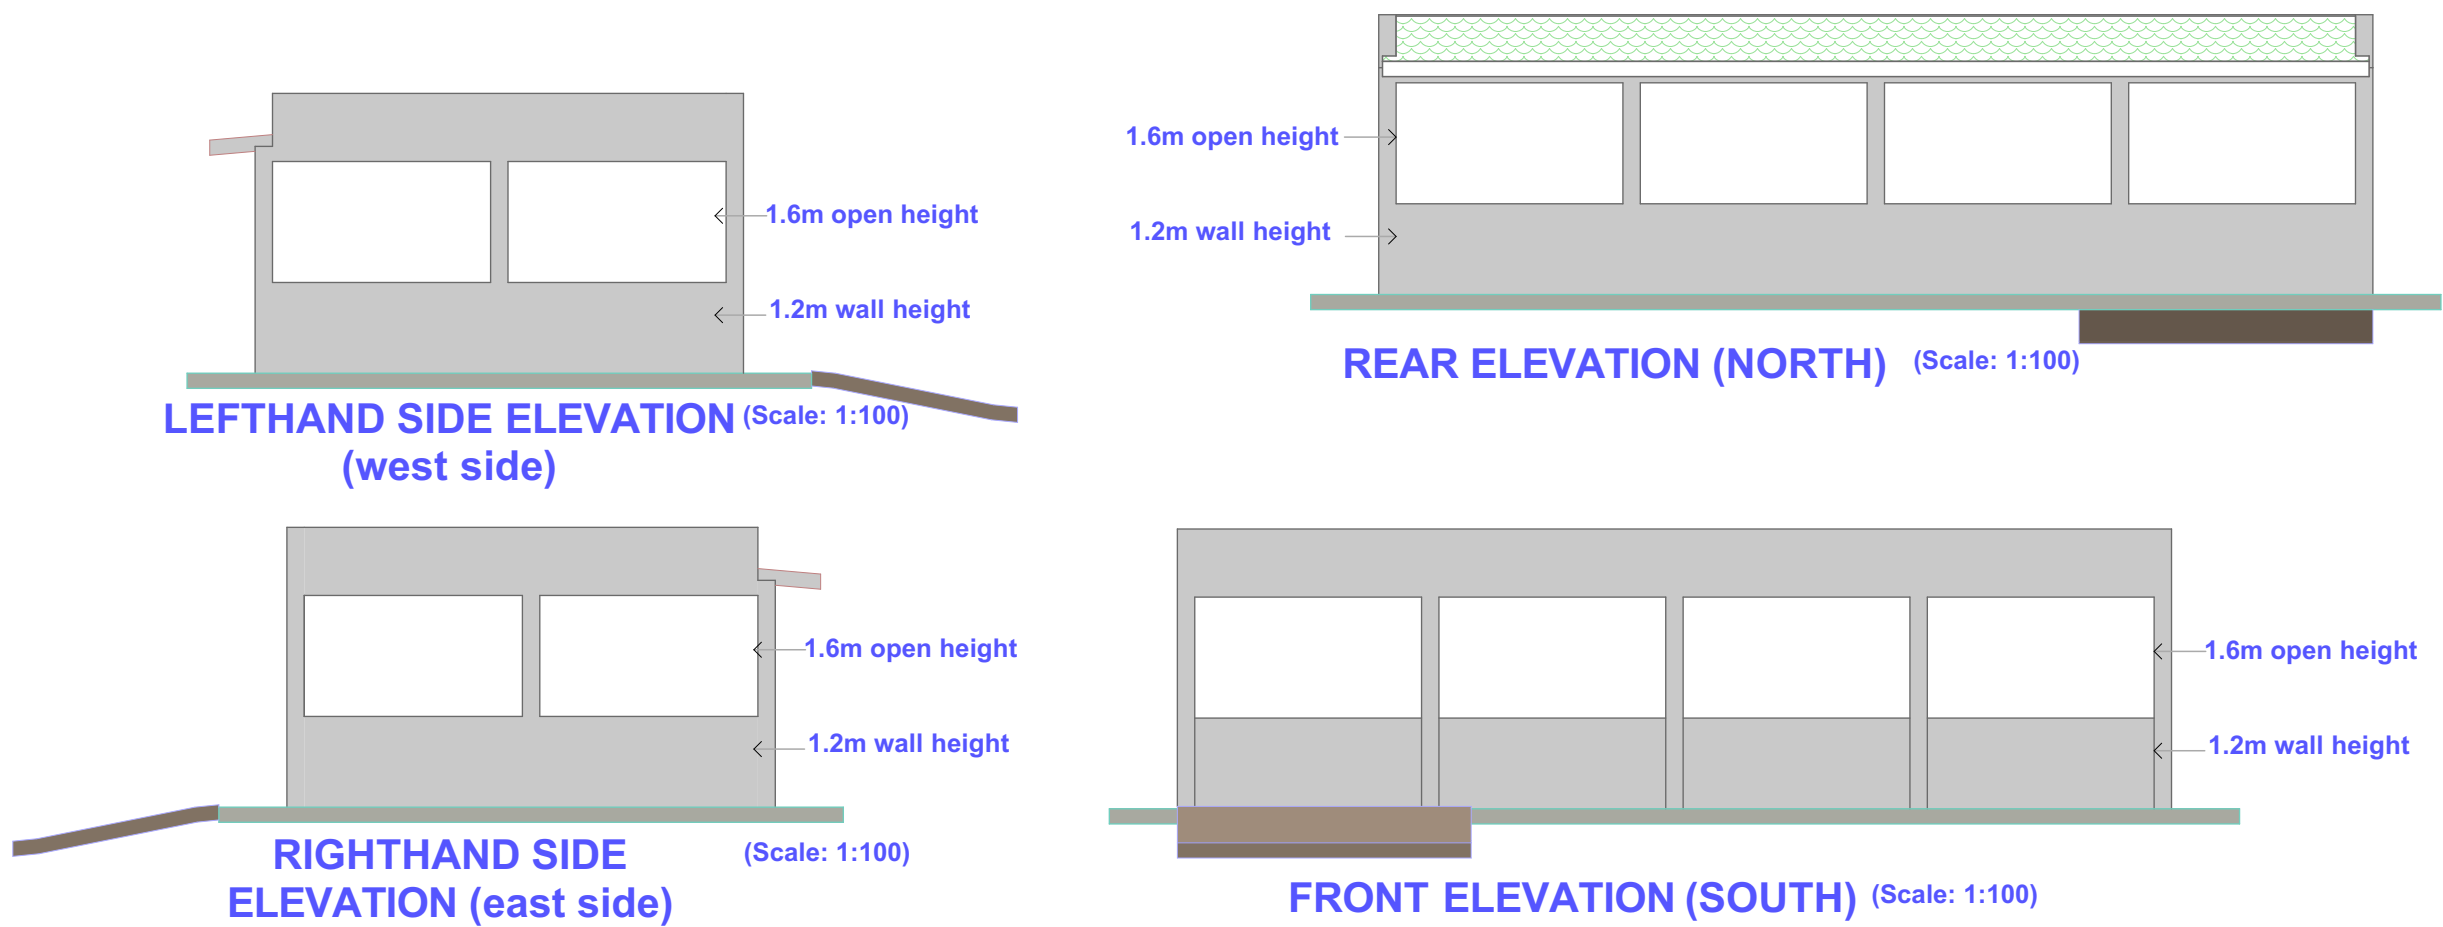 1.6m open height
1.2m wall height
LEFTHAND SIDE ELEVATION (Scale: 1:100)
(west side)
1.6m open height
1.2m wall height
REAR ELEVATION (NORTH) (Scale: 1:100)
1.6m open height
1.2m wall height
RIGHTHAND SIDE (Scale: 1:100)
ELEVATION (east side)
1.6m open height
1.2m wall height
FRONT ELEVATION (SOUTH) (Scale: 1:100)